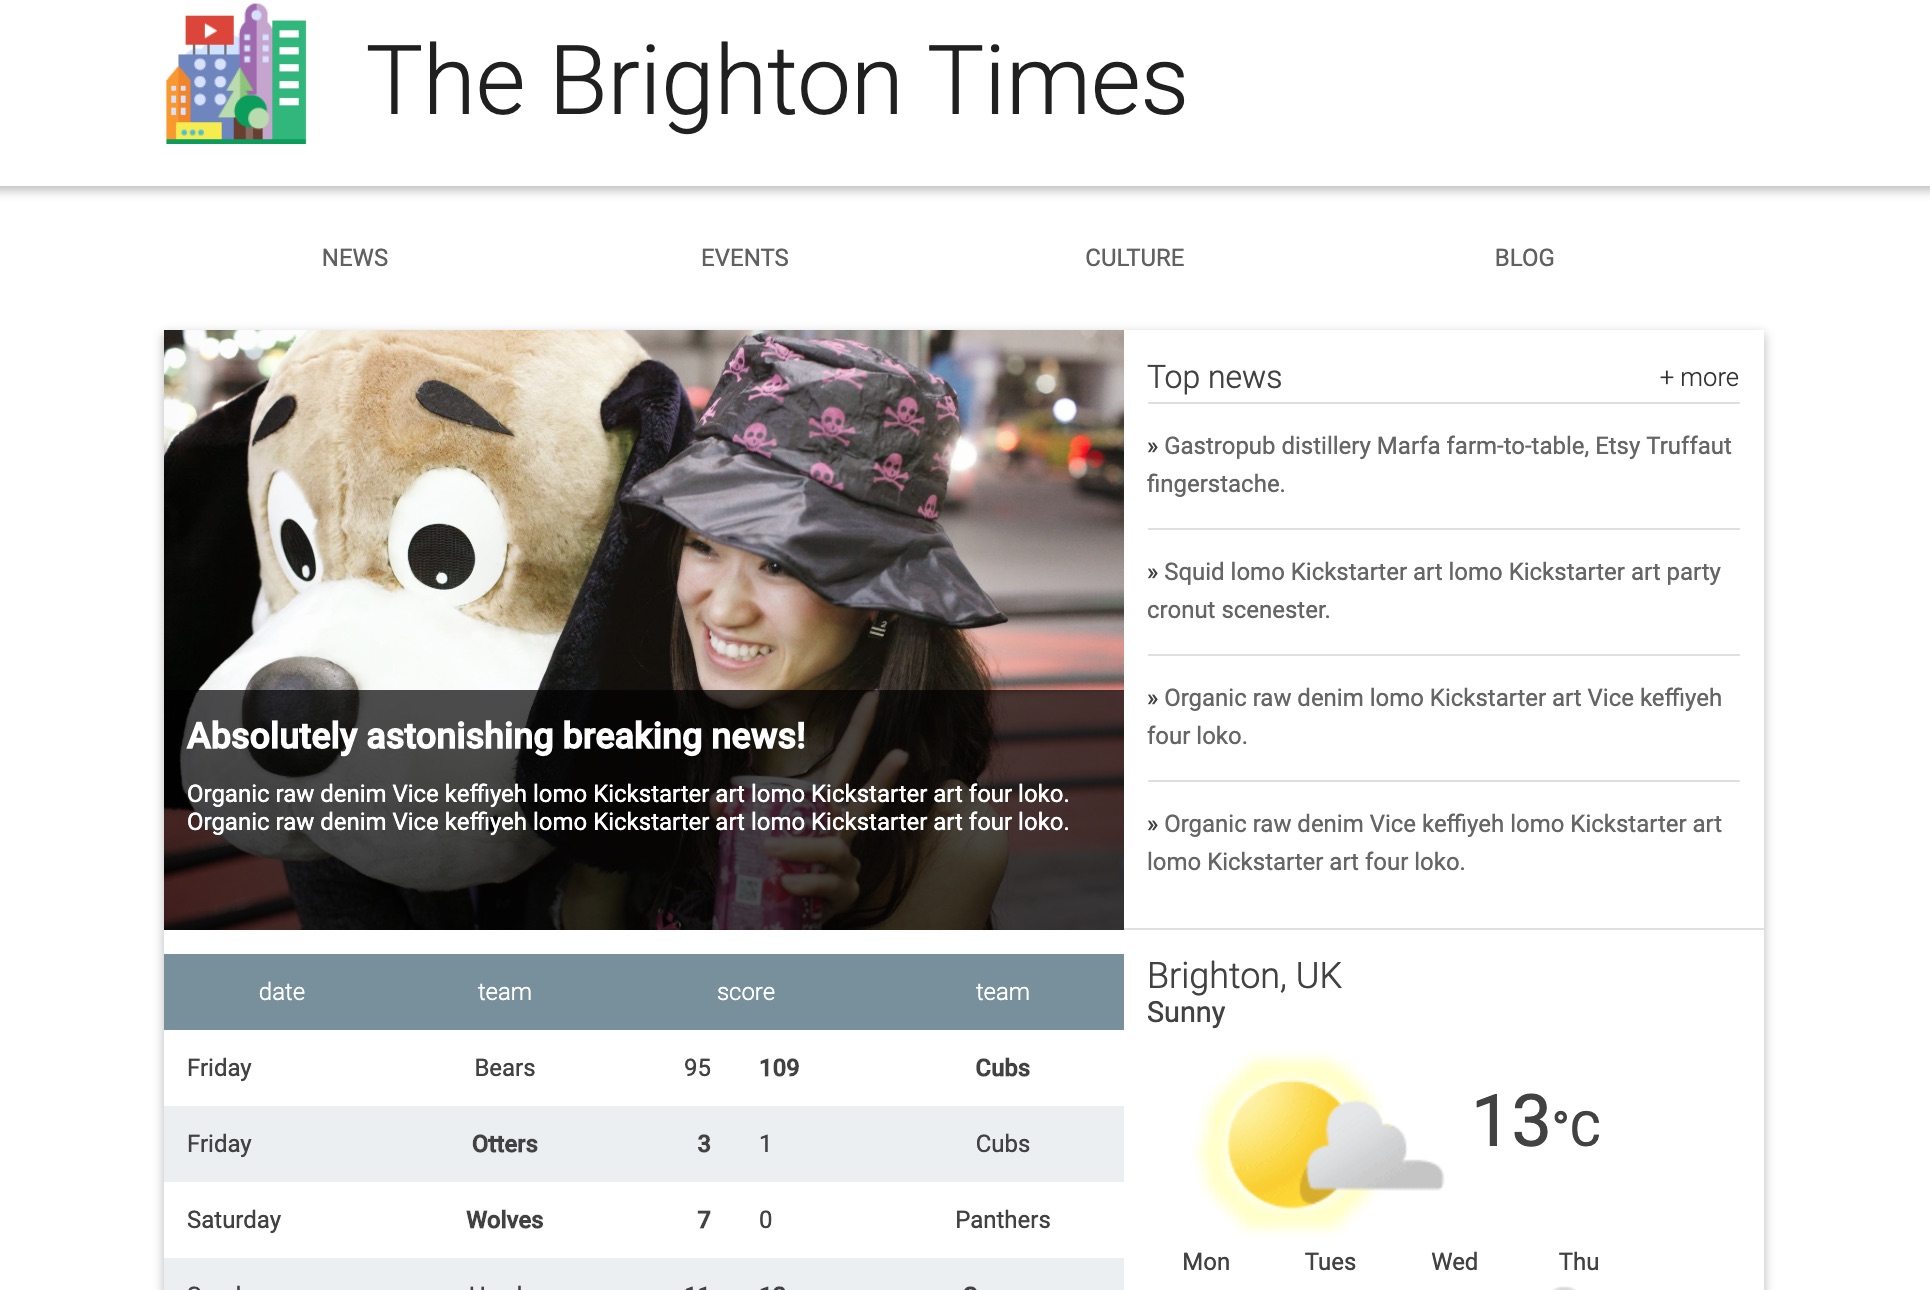 The Brighton Times
NEWS EVENTS CULTURE BLOG
Absolutely astonishing breaking news!
Organic raw denim Vice keffiyeh lomo Kickstarter art lomo Kickstarter art four loko.
Organic raw denim Vice keffiyeh lomo Kickstarter art lomo Kickstarter art four loko.
Top news + more
» Gastropub distillery Marfa farm-to-table, Etsy Truffaut
fingerstache.
» Squid lomo Kickstarter art lomo Kickstarter art party
cronut scenester.
» Organic raw denim lomo Kickstarter art Vice keffiyeh
four loko.
» Organic raw denim Vice keffiyeh lomo Kickstarter art
lomo Kickstarter art four loko.
date team score team
Friday Bears 95 109 Cubs
Friday Otters 3 1 Cubs
Saturday Wolves 7 0 Panthers
Brighton, UK
Sunny
13°C
Mon Tues Wed Thu